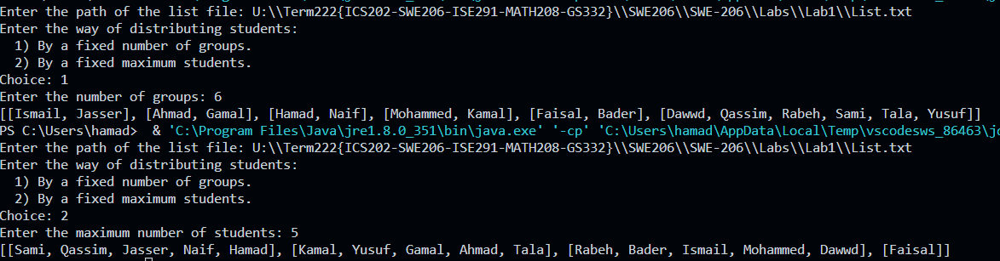 Enter the path of the list file: U:\\Term222{ICS202-SWE206-ISE291-MATH208-GS332}\\SWE206\\SWE-206\\Labs\\Lab1\\List.txt
Enter the way of distributing students:
  1) By a fixed number of groups.
  2) By a fixed maximum students.
Choice: 1
Enter the number of groups: 6
[[Ismail, Jasser], [Ahmad, Gamal], [Hamad, Naif], [Mohammed, Kamal], [Faisal, Bader], [Dawwd, Qassim, Rabeh, Sami, Tala, Yusuf]]
PS C:\Users\hamad>  & 'C:\Program Files\Java\jre1.8.0_351\bin\java.exe' '-cp' 'C:\Users\hamad\AppData\Local\Temp\vscodesws_86463\jd
Enter the path of the list file: U:\\Term222{ICS202-SWE206-ISE291-MATH208-GS332}\\SWE206\\SWE-206\\Labs\\Lab1\\List.txt
Enter the way of distributing students:
  1) By a fixed number of groups.
  2) By a fixed maximum students.
Choice: 2
Enter the maximum number of students: 5
[[Sami, Qassim, Jasser, Naif, Hamad], [Kamal, Yusuf, Gamal, Ahmad, Tala], [Rabeh, Bader, Ismail, Mohammed, Dawwd], [Faisal]]